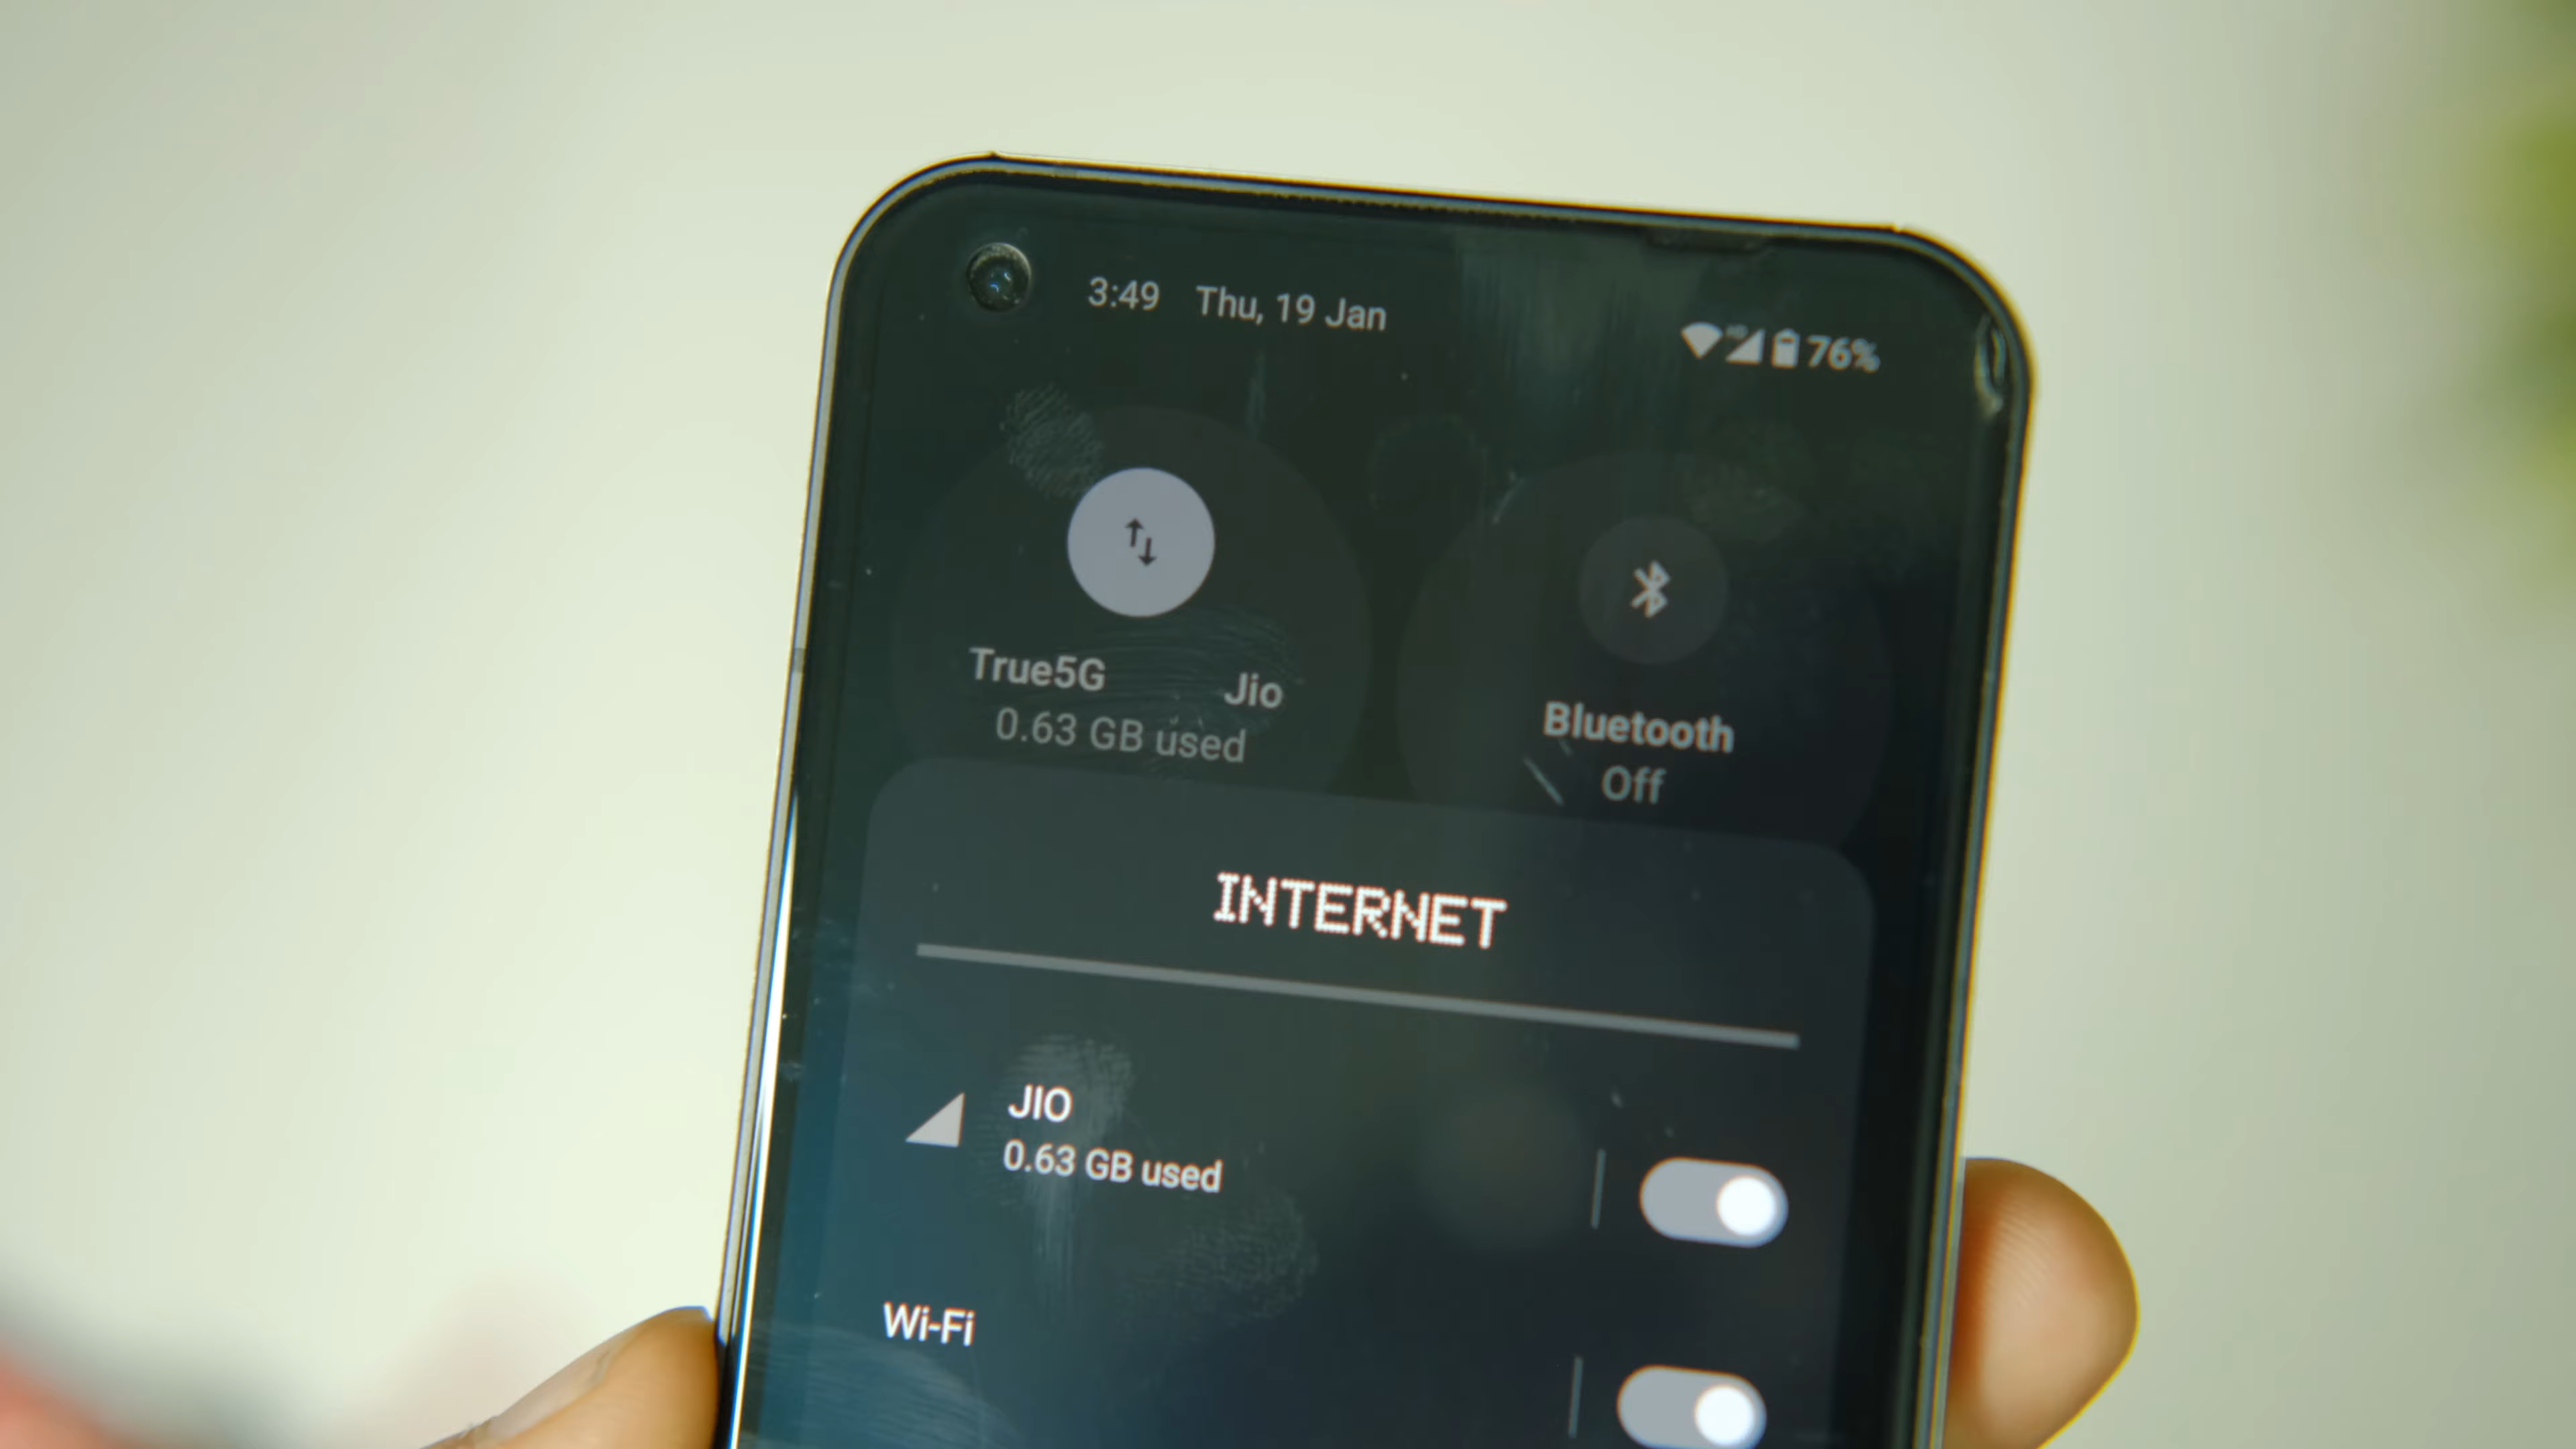 3:49 Thu, 19 Jan
76%
True5G Jio
0.63 GB used
Bluetooth
Off
INTERNET
JIO
0.63 GB used
Wi-Fi